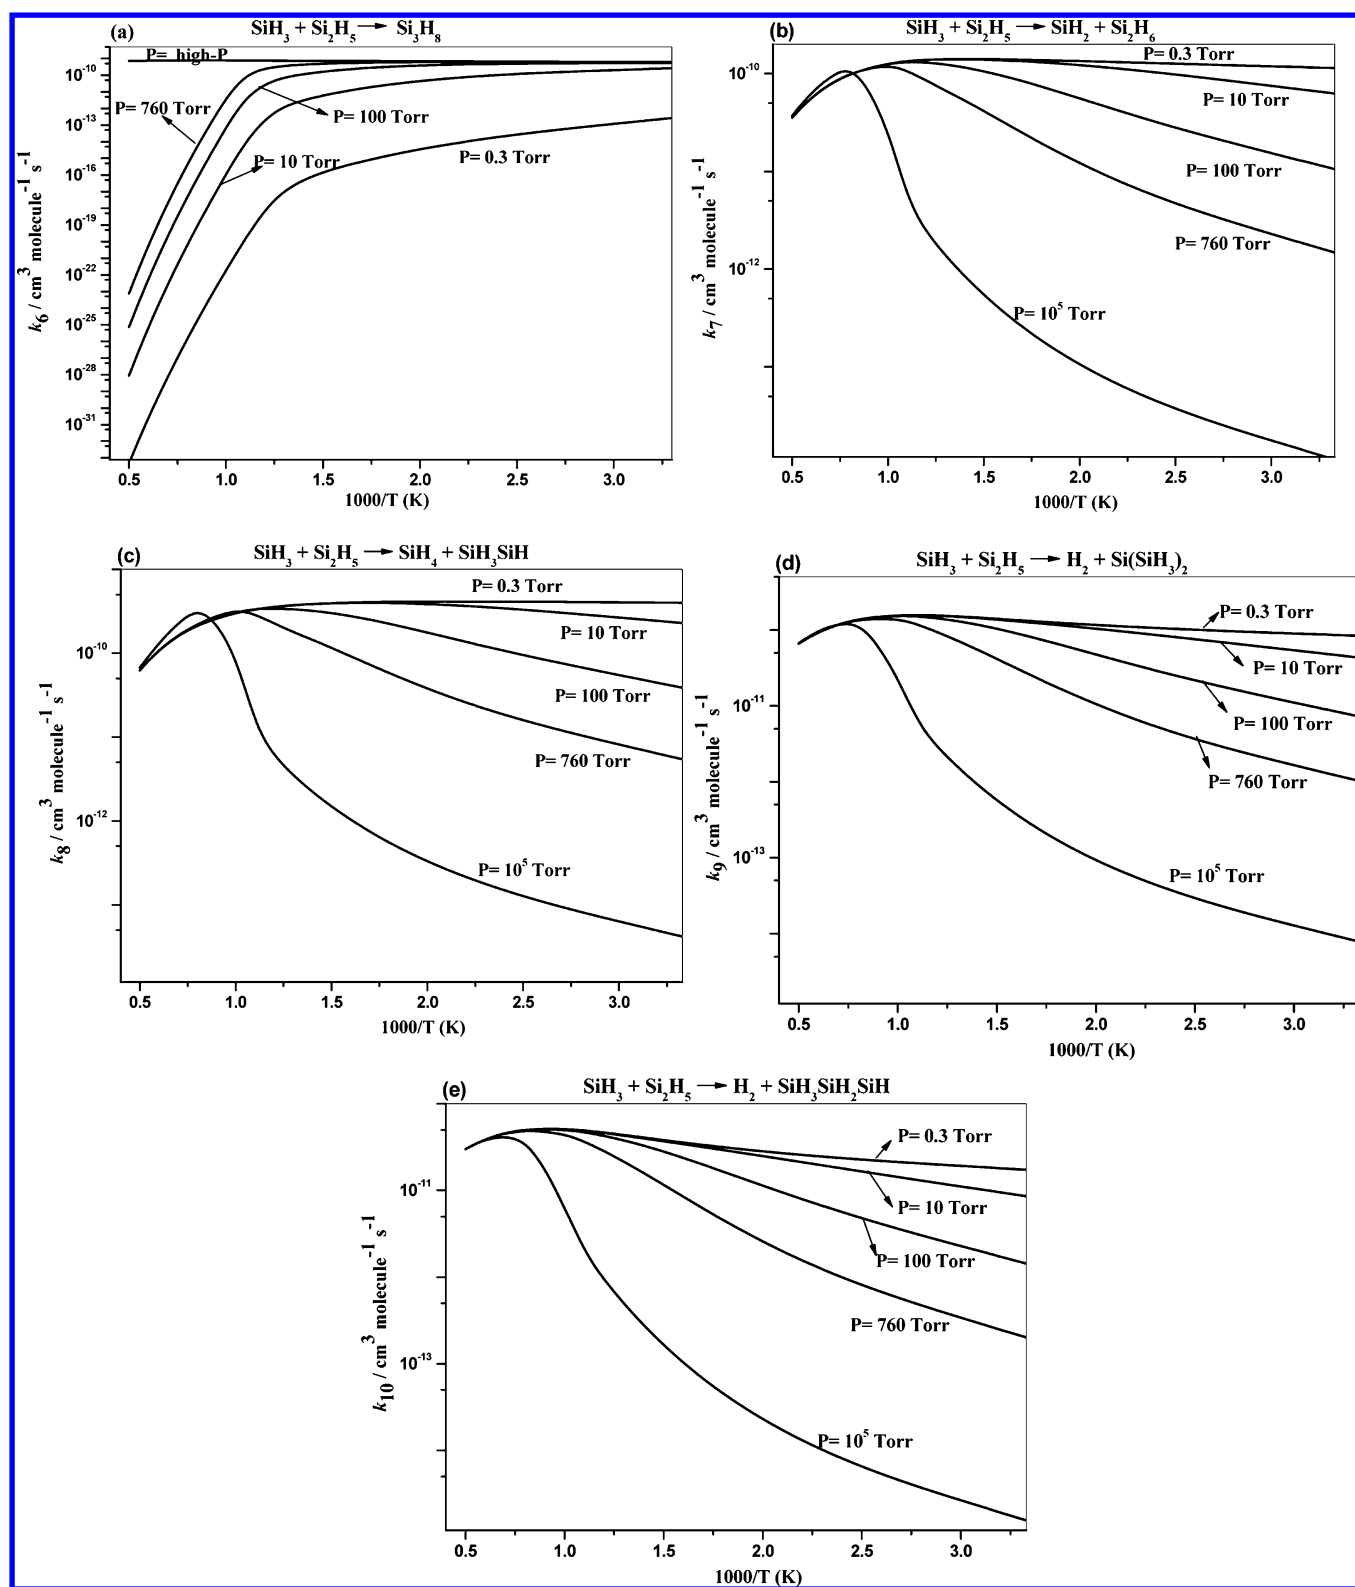 (a) SiH₃ + Si₂H₅ → Si₃H₈
P= high-P
P= 760 Torr
P= 100 Torr
P= 10 Torr
P= 0.3 Torr
10⁻¹⁰
10⁻¹³
10⁻¹⁶
10⁻¹⁹
10⁻²²
10⁻²⁵
10⁻²⁸
10⁻³¹
k₆ / cm³ molecule⁻¹ s⁻¹
0.5 1.0 1.5 2.0 2.5 3.0
1000/T (K)
(b) SiH₃ + Si₂H₅ → SiH₂ + Si₂H₆
P= 0.3 Torr
P= 10 Torr
P= 100 Torr
P= 760 Torr
P= 10⁵ Torr
10⁻¹⁰
10⁻¹²
k₇ / cm³ molecule⁻¹ s⁻¹
0.5 1.0 1.5 2.0 2.5 3.0
1000/T (K)
(c) SiH₃ + Si₂H₅ → SiH₄ + SiH₃SiH
P= 0.3 Torr
P= 10 Torr
P= 100 Torr
P= 760 Torr
P= 10⁵ Torr
10⁻¹⁰
10⁻¹²
k₈ / cm³ molecule⁻¹ s⁻¹
0.5 1.0 1.5 2.0 2.5 3.0
1000/T (K)
(d) SiH₃ + Si₂H₅ → H₂ + Si(SiH₃)₂
P= 0.3 Torr
P= 10 Torr
P= 100 Torr
P= 760 Torr
P= 10⁵ Torr
10⁻¹¹
10⁻¹³
k₉ / cm³ molecule⁻¹ s⁻¹
0.5 1.0 1.5 2.0 2.5 3.0
1000/T (K)
(e) SiH₃ + Si₂H₅ → H₂ + SiH₃SiH₂SiH
P= 0.3 Torr
P= 10 Torr
P= 100 Torr
P= 760 Torr
P= 10⁵ Torr
10⁻¹¹
10⁻¹³
k₁₀ / cm³ molecule⁻¹ s⁻¹
0.5 1.0 1.5 2.0 2.5 3.0
1000/T (K)